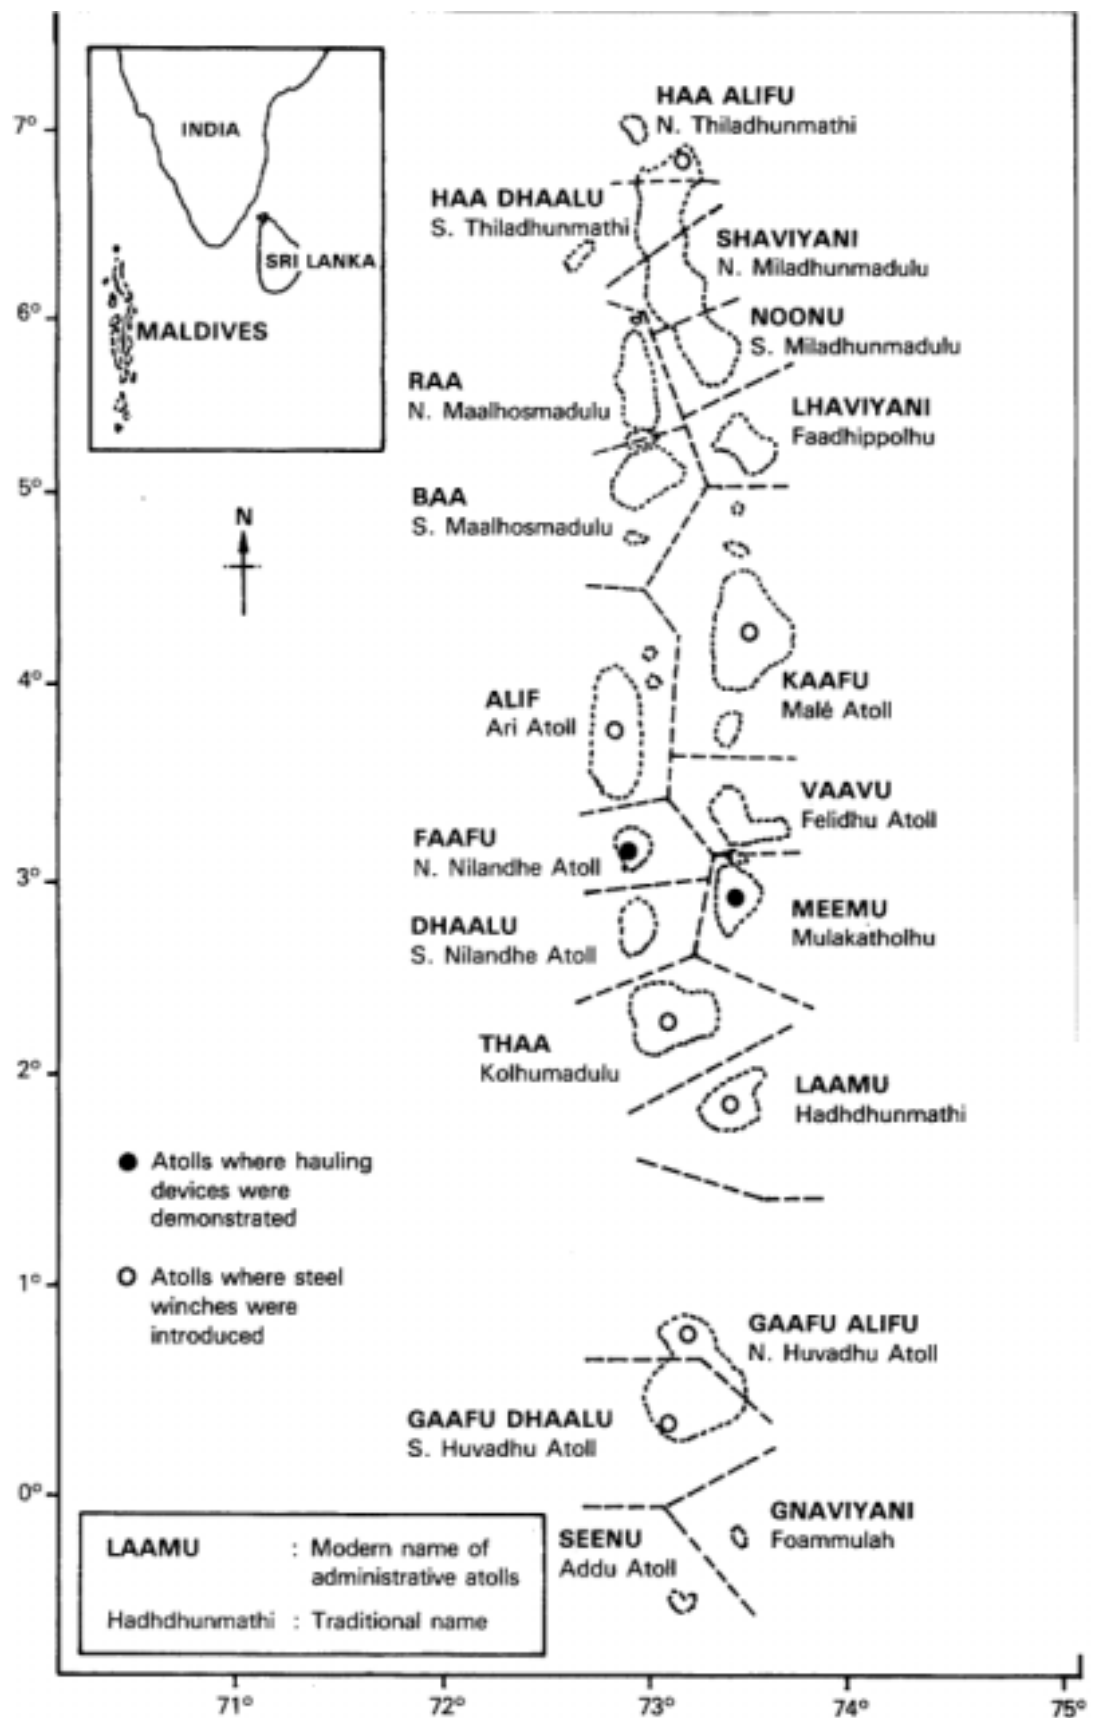 INDIA
SRI LANKA
MALDIVES
N
7°
6°
5°
4°
3°
2°
1°
0°
HAA ALIFU
N. Thiladhunmathi
HAA DHAALU
S. Thiladhunmathi
SHAVIYANI
N. Miladhunmadulu
NOONU
S. Miladhunmadulu
RAA
N. Maalhosmadulu
LHAVIYANI
Faadhippolhu
BAA
S. Maalhosmadulu
KAAFU
Malé Atoll
ALIF
Ari Atoll
VAAVU
Felidhu Atoll
FAAFU
N. Nilandhe Atoll
MEEMU
Mulakatholhu
DHAALU
S. Nilandhe Atoll
THAA
Kolhumadulu
LAAMU
Hadhdhunmathi
Atolls where hauling
devices were
demonstrated
Atolls where steel
winches were
introduced
GAAFU ALIFU
N. Huvadhu Atoll
GAAFU DHAALU
S. Huvadhu Atoll
GNAVIYANI
Foammulah
SEENU
Addu Atoll
LAAMU : Modern name of
administrative atolls
Hadhdhunmathi : Traditional name
71° 72° 73° 74° 75°